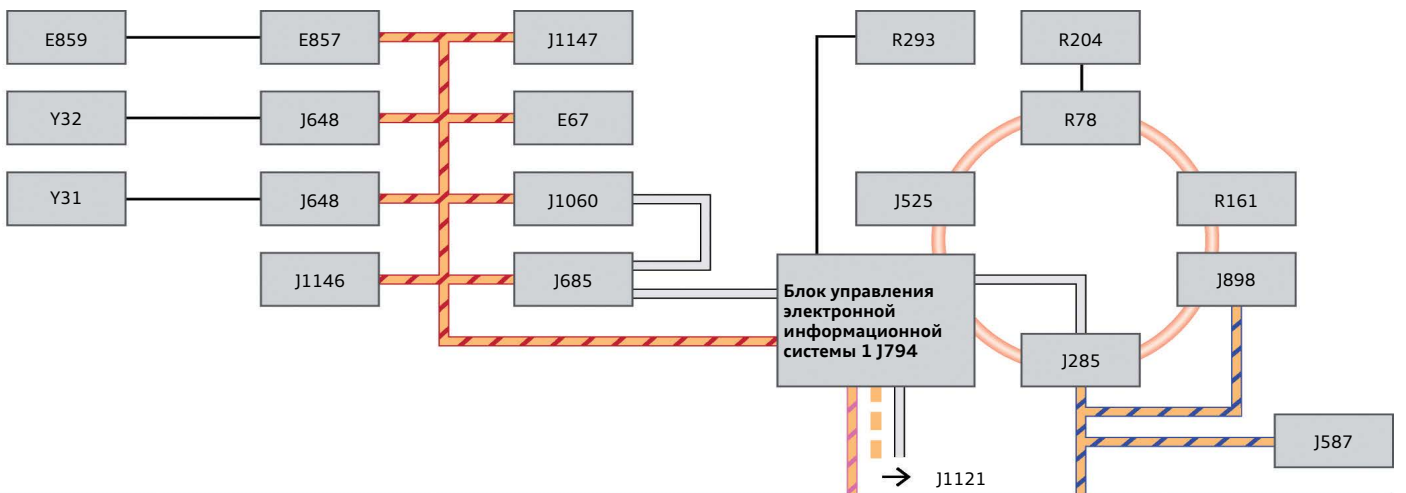 E859
E857
J1147
R293
R204
Y32
J648
E67
R78
Y31
J648
J1060
J525
R161
J1146
J685
Блок управления
электронной
информационной
системы 1 J794
J898
J285
J587
J1121